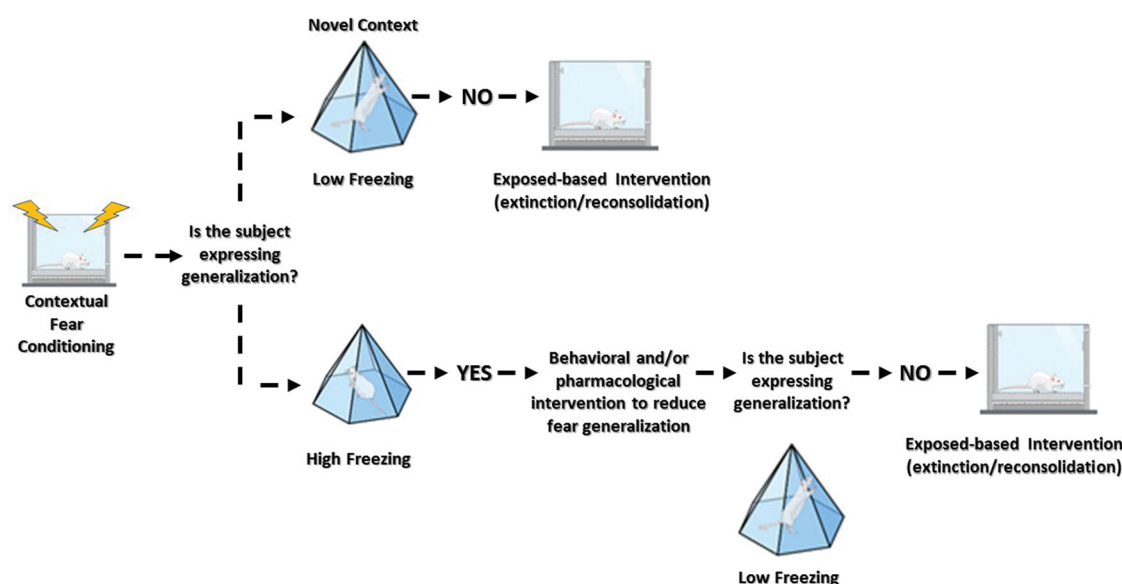 Novel Context
Low Freezing
NO
Exposed-based Intervention
(extinction/reconsolidation)
Contextual
Fear
Conditioning
Is the subject
expressing
generalization?
High Freezing
YES
Behavioral and/or
pharmacological
intervention to reduce
fear generalization
Is the subject
expressing
generalization?
Low Freezing
NO
Exposed-based Intervention
(extinction/reconsolidation)